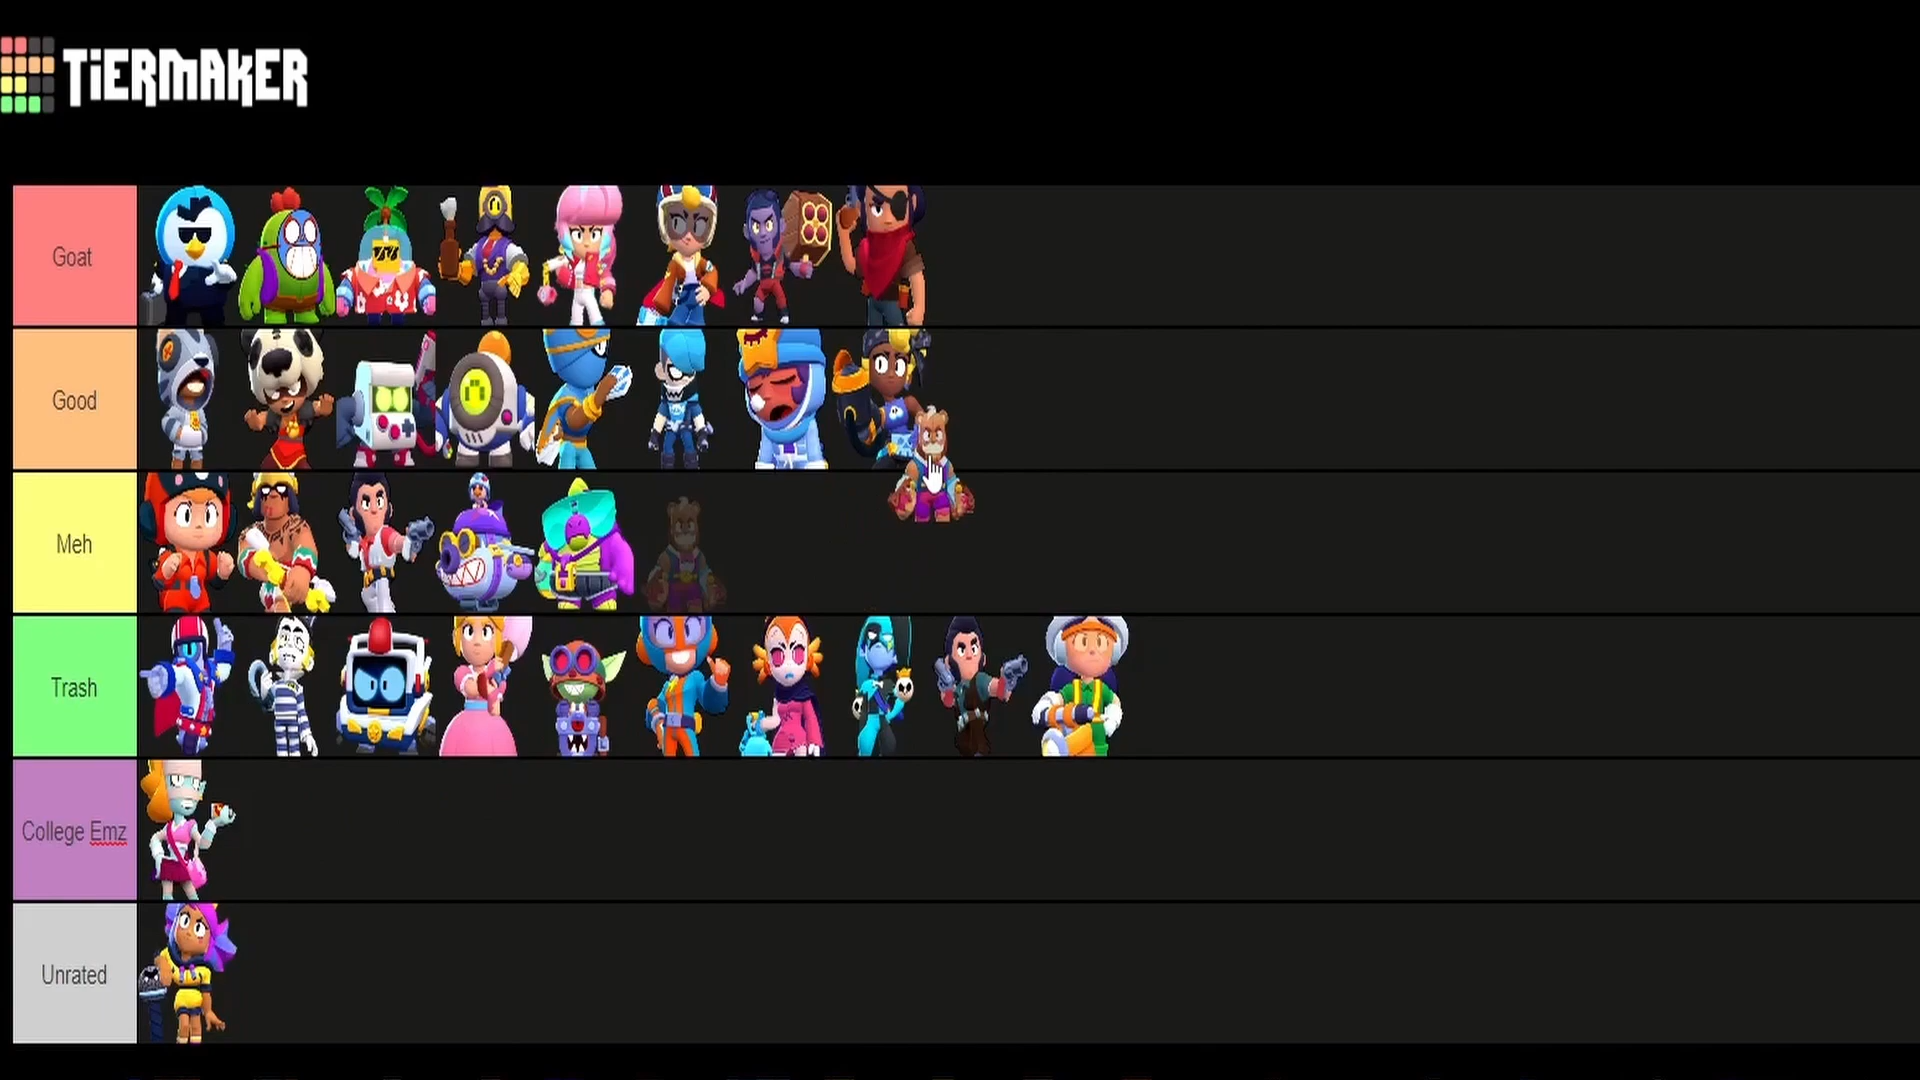 TiERMAKER
Goat
Good
Meh
Trash
College Emz
Unrated